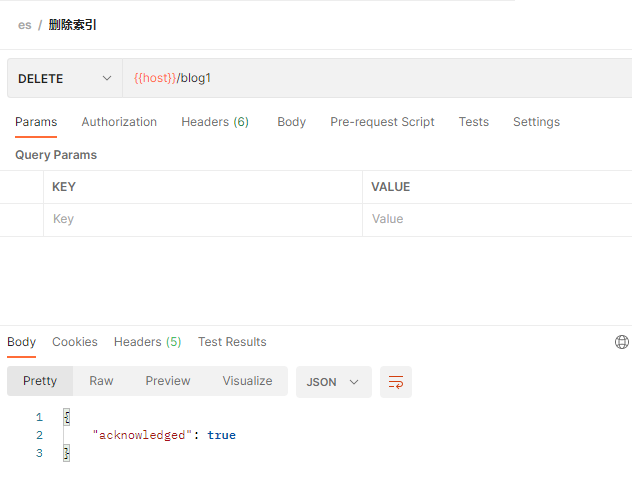 es / 删除索引
DELETE {{host}}/blog1
Params Authorization Headers (6) Body Pre-request Script Tests Settings
Query Params
KEY VALUE
Key Value
Body Cookies Headers (5) Test Results
Pretty Raw Preview Visualize JSON
1 {
2 "acknowledged": true
3 }